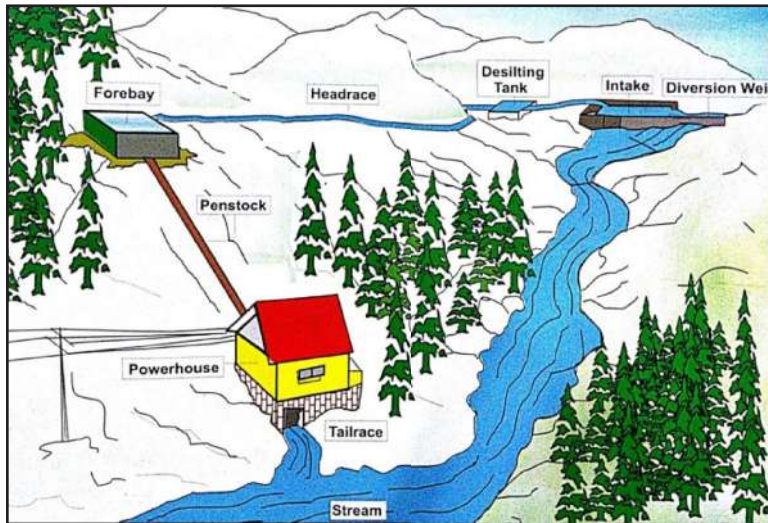 Desilting
Tank
Intake
Diversion Wei
Forebay
Headrace
Penstock
Powerhouse
Tailrace
Stream